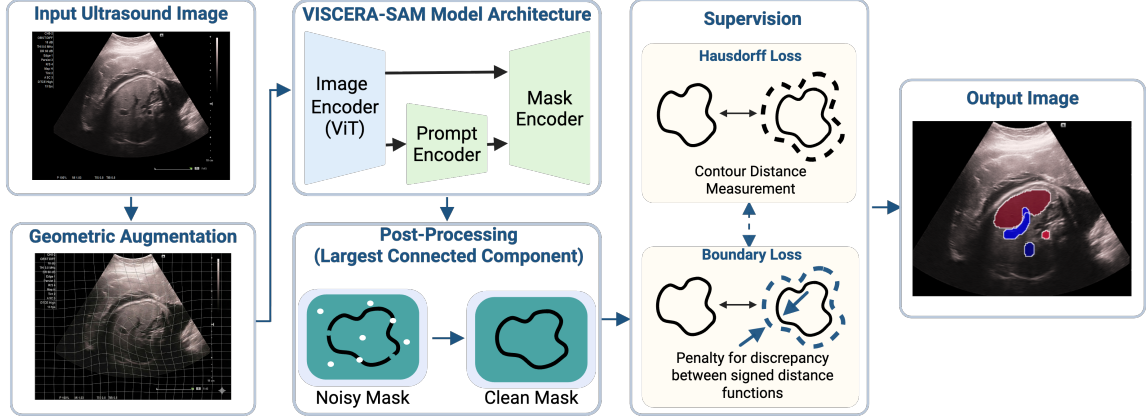 Input Ultrasound Image
Geometric Augmentation
VISCERA-SAM Model Architecture
Image
Encoder
(ViT)
Prompt
Encoder
Mask
Encoder
Post-Processing
(Largest Connected Component)
Noisy Mask
Clean Mask
Supervision
Hausdorff Loss
Contour Distance
Measurement
Boundary Loss
Penalty for discrepancy
between signed distance
functions
Output Image